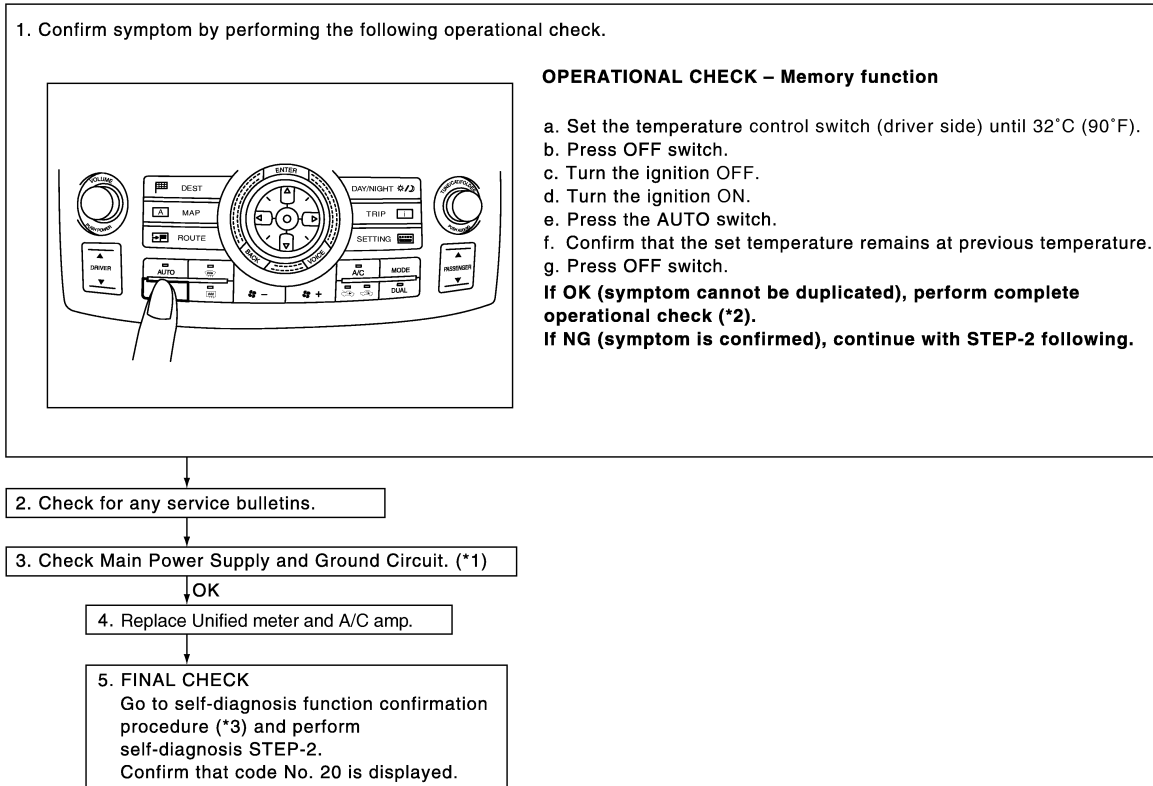 1. Confirm symptom by performing the following operational check.
VOLUME
PUSH POWER
DEST
MAP
ROUTE
ENTER
BACK
VOICE
DAY/NIGHT
TRIP
SETTING
PUSH AUDIO
DRIVER
AUTO
A/C
MODE
DUAL
PASSENGER
OPERATIONAL CHECK – Memory function
a. Set the temperature control switch (driver side) until 32˚C (90˚F).
b. Press OFF switch.
c. Turn the ignition OFF.
d. Turn the ignition ON.
e. Press the AUTO switch.
f. Confirm that the set temperature remains at previous temperature.
g. Press OFF switch.
If OK (symptom cannot be duplicated), perform complete
operational check (*2).
If NG (symptom is confirmed), continue with STEP-2 following.
2. Check for any service bulletins.
3. Check Main Power Supply and Ground Circuit. (*1)
OK
4. Replace Unified meter and A/C amp.
5. FINAL CHECK
Go to self-diagnosis function confirmation
procedure (*3) and perform
self-diagnosis STEP-2.
Confirm that code No. 20 is displayed.